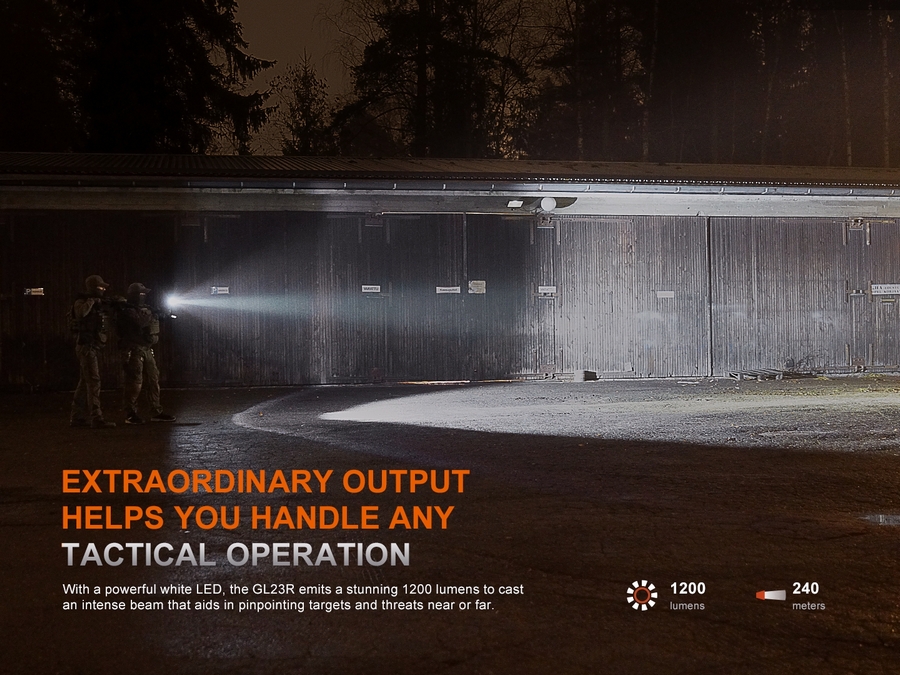 EXTRAORDINARY OUTPUT
HELPS YOU HANDLE ANY
TACTICAL OPERATION
With a powerful white LED, the GL23R emits a stunning 1200 lumens to cast
an intense beam that aids in pinpointing targets and threats near or far.
1200
lumens
240
meters